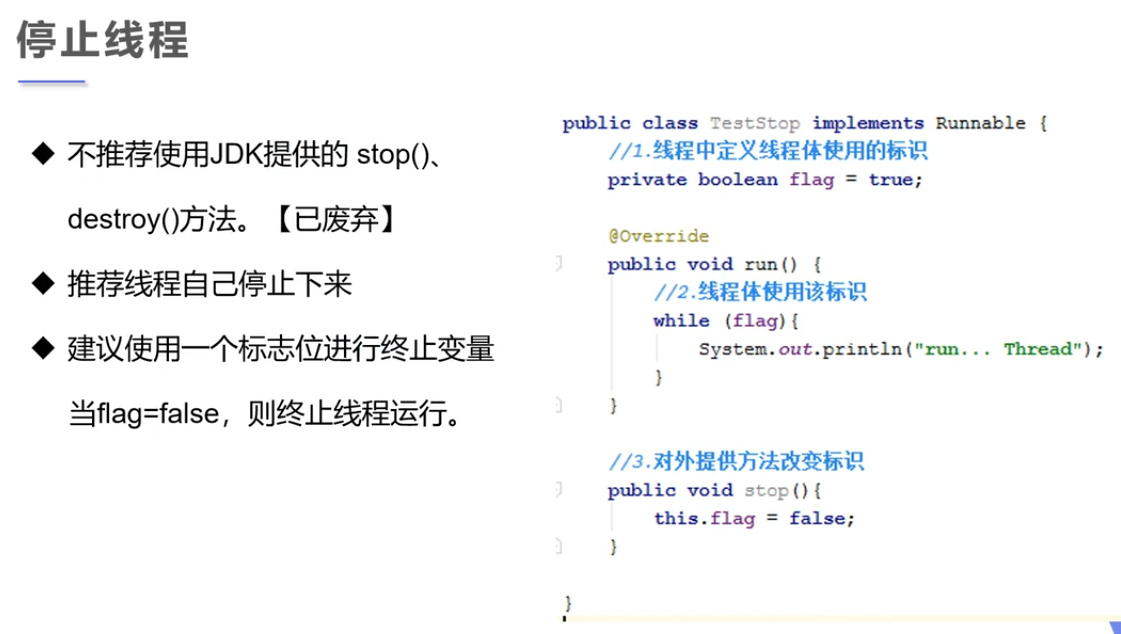 停止线程
◆ 不推荐使用JDK提供的 stop()、
destroy()方法。【已废弃】
◆ 推荐线程自己停止下来
◆ 建议使用一个标志位进行终止变量
当flag=false，则终止线程运行。
public class TestStop implements Runnable {
//1.线程中定义线程体使用的标识
private boolean flag = true;
@Override
public void run() {
//2.线程体使用该标识
while (flag){
System.out.println("run... Thread");
}
}
//3.对外提供方法改变标识
public void stop(){
this.flag = false;
}
}